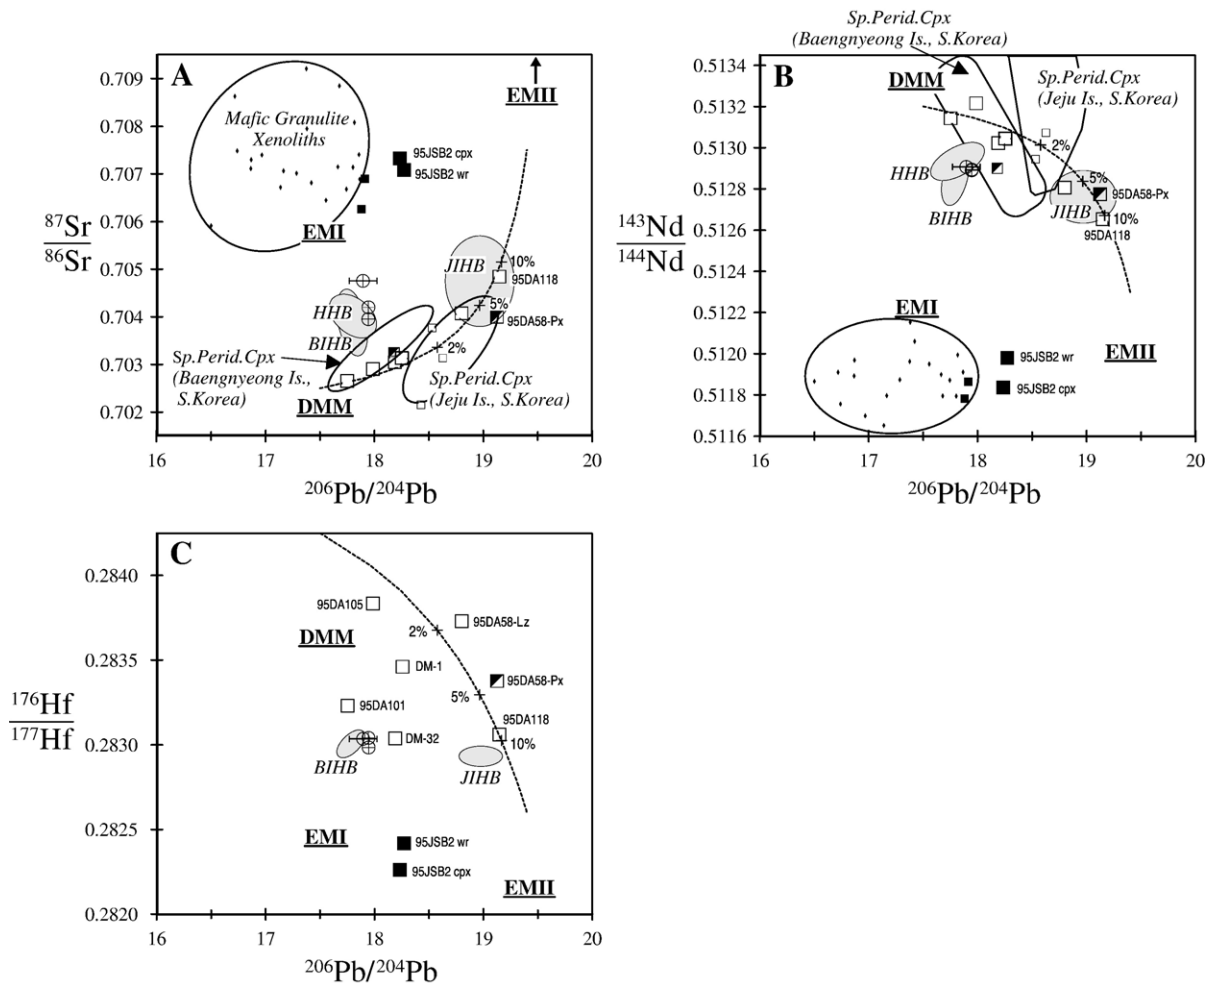 A
0.709
0.708
0.707
0.706
0.705
0.704
0.703
0.702
87Sr
86Sr
EMII
Mafic Granulite
Xenoliths
95JSB2 cpx
95JSB2 wr
EMI
JIHB
10%
95DA118
5%
95DA58-Px
HHB
BIHB
2%
Sp.Perid.Cpx
(Baengnyeong Is.,
S.Korea)
DMM
Sp.Perid.Cpx
(Jeju Is., S.Korea)
16 17 18 19 20
206Pb/204Pb
Sp.Perid.Cpx
(Baengnyeong Is., S.Korea)
B
0.5134
0.5132
0.5130
0.5128
0.5126
0.5124
0.5122
0.5120
0.5118
0.5116
143Nd
144Nd
DMM
Sp.Perid.Cpx
(Jeju Is., S.Korea)
2%
HHB
BIHB
5%
95DA58-Px
JIHB
10%
95DA118
EMI
EMII
95JSB2 wr
95JSB2 cpx
16 17 18 19 20
206Pb/204Pb
C
0.2840
0.2835
0.2830
0.2825
0.2820
176Hf
177Hf
95DA105
DMM
2%
95DA58-Lz
DM-1
95DA58-Px
5%
95DA101
95DA118
DM-32
10%
BIHB
JIHB
EMI
95JSB2 wr
95JSB2 cpx
EMII
16 17 18 19 20
206Pb/204Pb